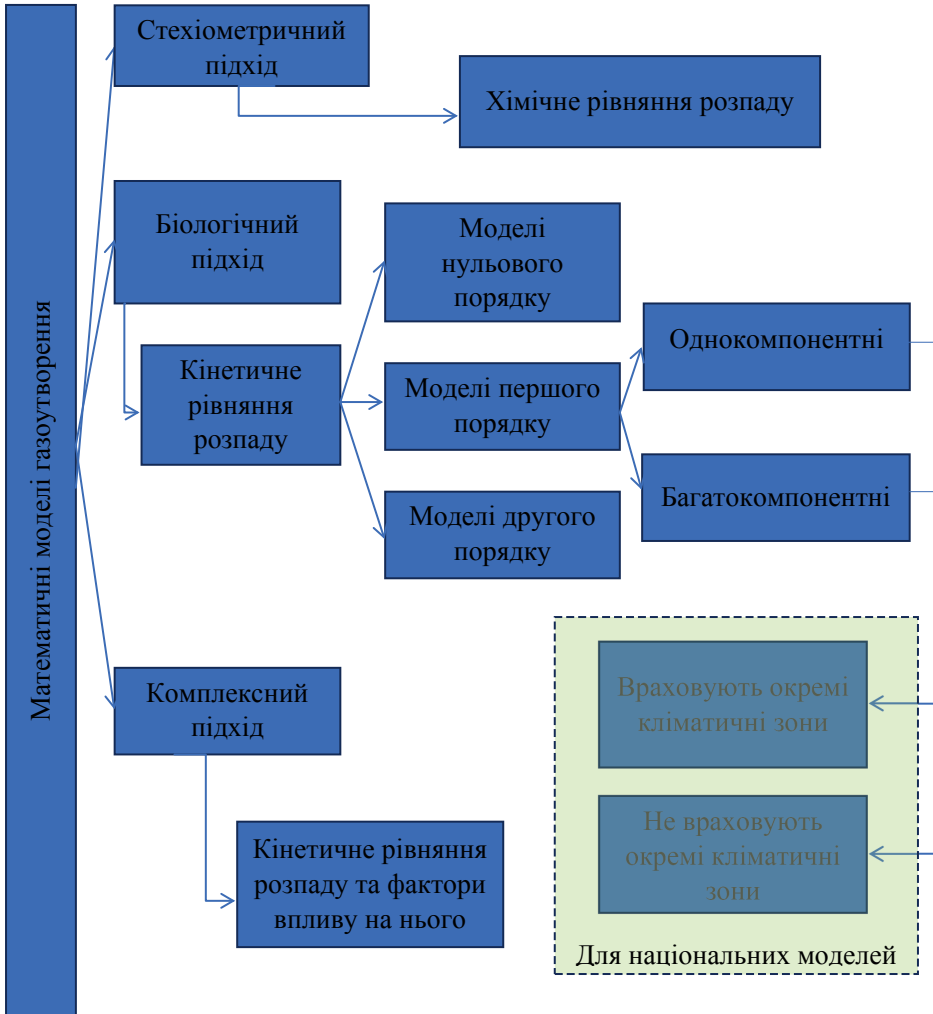 Математичні моделі газоутворення
Стехіометричний
підхід
Хімічне рівняння розпаду
Біологічний
підхід
Кінетичне
рівняння
розпаду
Моделі
нульового
порядку
Моделі першого
порядку
Моделі другого
порядку
Однокомпонентні
Багатокомпонентні
Комплексний
підхід
Кінетичне рівняння
розпаду та фактори
впливу на нього
Враховують окремі
кліматичні зони
Не враховують
окремі кліматичні
зони
Для національних моделей